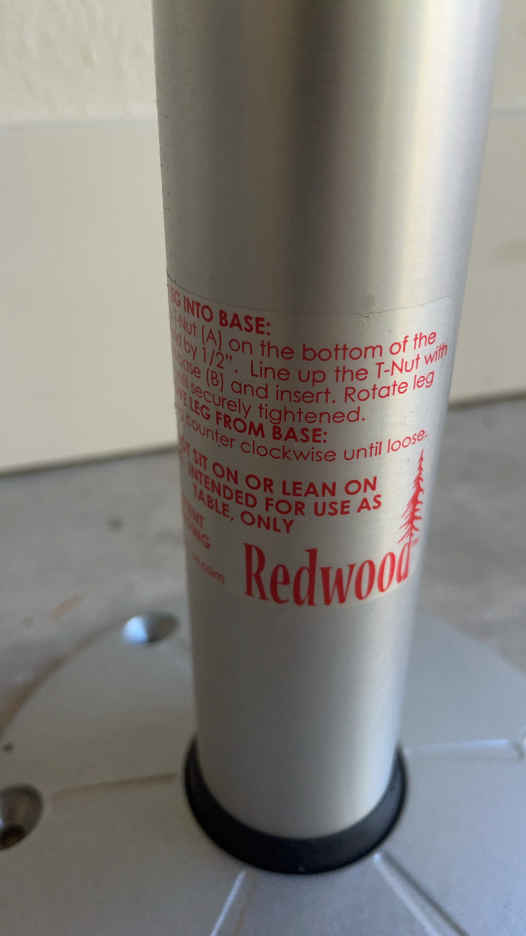 INTO BASE:
(A) on the bottom of the
by 1/2". Line up the T-Nut with
(B) and insert. Rotate leg
securely tightened.
LEG FROM BASE:
counter clockwise until loose.
SIT ON OR LEAN ON
INTENDED FOR USE AS
TABLE, ONLY
Redwood